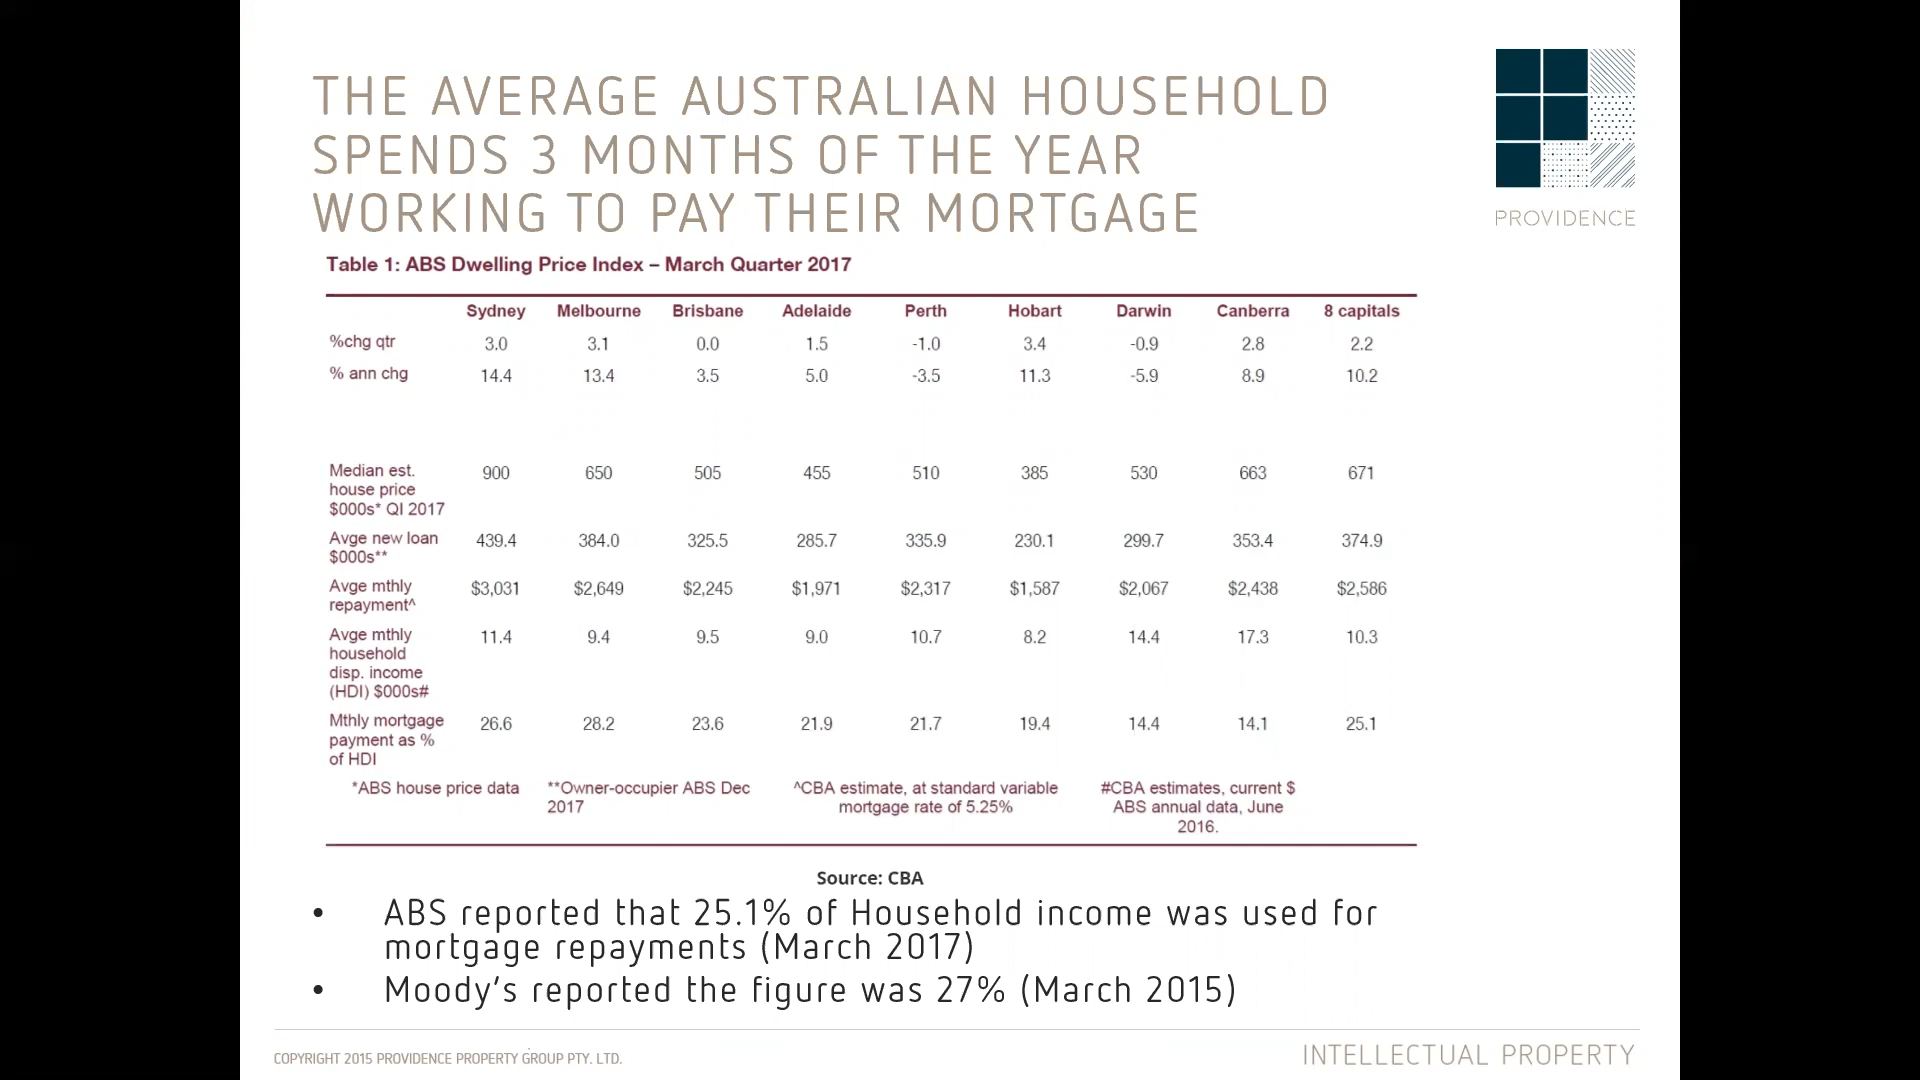 THE AVERAGE AUSTRALIAN HOUSEHOLD
SPENDS 3 MONTHS OF THE YEAR
WORKING TO PAY THEIR MORTGAGE
PROVIDENCE
Table 1: ABS Dwelling Price Index – March Quarter 2017
Sydney Melbourne Brisbane Adelaide Perth Hobart Darwin Canberra 8 capitals
%chg qtr 3.0 3.1 0.0 1.5 -1.0 3.4 -0.9 2.8 2.2
% ann chg 14.4 13.4 3.5 5.0 -3.5 11.3 -5.9 8.9 10.2
Median est. 900 650 505 455 510 385 530 663 671
house price
$000s* QI 2017
Avge new loan 439.4 384.0 325.5 285.7 335.9 230.1 299.7 353.4 374.9
$000s**
Avge mthly $3,031 $2,649 $2,245 $1,971 $2,317 $1,587 $2,067 $2,438 $2,586
repayment^
Avge mthly 11.4 9.4 9.5 9.0 10.7 8.2 14.4 17.3 10.3
household
disp. income
(HDI) $000s#
Mthly mortgage 26.6 28.2 23.6 21.9 21.7 19.4 14.4 14.1 25.1
payment as %
of HDI
*ABS house price data **Owner-occupier ABS Dec ^CBA estimate, at standard variable #CBA estimates, current $
2017 mortgage rate of 5.25% ABS annual data, June
2016.
Source: CBA
• ABS reported that 25.1% of Household income was used for
mortgage repayments (March 2017)
• Moody's reported the figure was 27% (March 2015)
COPYRIGHT 2015 PROVIDENCE PROPERTY GROUP PTY. LTD.
INTELLECTUAL PROPERTY